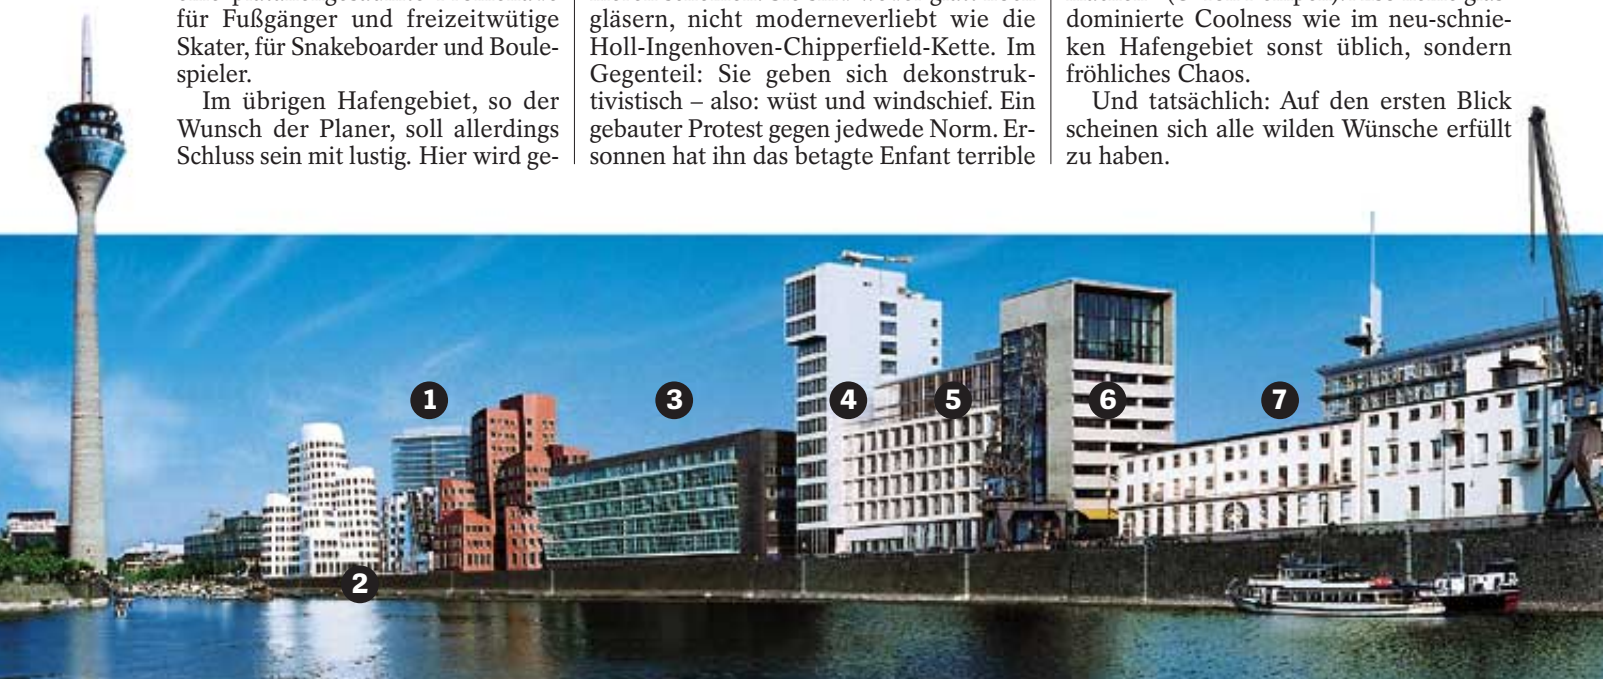 für Fußgänger und freizeitwütige
Skater, für Snakeboarder und Boule-
spieler.
Im übrigen Hafengebiet, so der
Wunsch der Planer, soll allerdings
Schluss sein mit lustig. Hier wird ge-
gläsern, nicht moderneverliebt wie die
Holl-Ingenhoven-Chipperfield-Kette. Im
Gegenteil: Sie geben sich dekonstruk-
tivistisch – also: wüst und windschief. Ein
gebauter Protest gegen jedwede Norm. Er-
sonnen hat ihn das betagte Enfant terrible
dominierte Coolness wie im neu-schnie-
ken Hafengebiet sonst üblich, sondern
fröhliches Chaos.
Und tatsächlich: Auf den ersten Blick
scheinen sich alle wilden Wünsche erfüllt
zu haben.
1
2
3
4
5
6
7